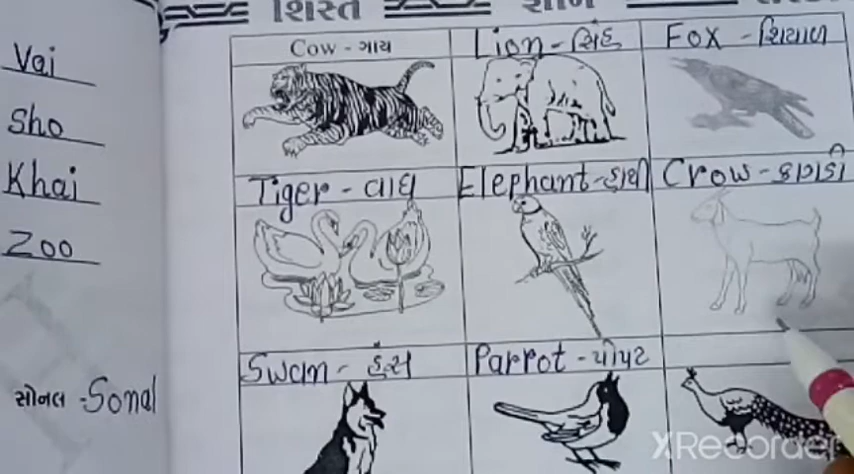 શિસ્ત
Vai
Sho
Khai
Zoo
સોનલ - Sonal
Cow - ગાય
Lion - સિંહ
Fox - શિયાળ
Tiger - વાઘ
Elephant - હાથી
Crow - કાગડો
Swan - હંસ
Parrot - પોપટ
XRecorder